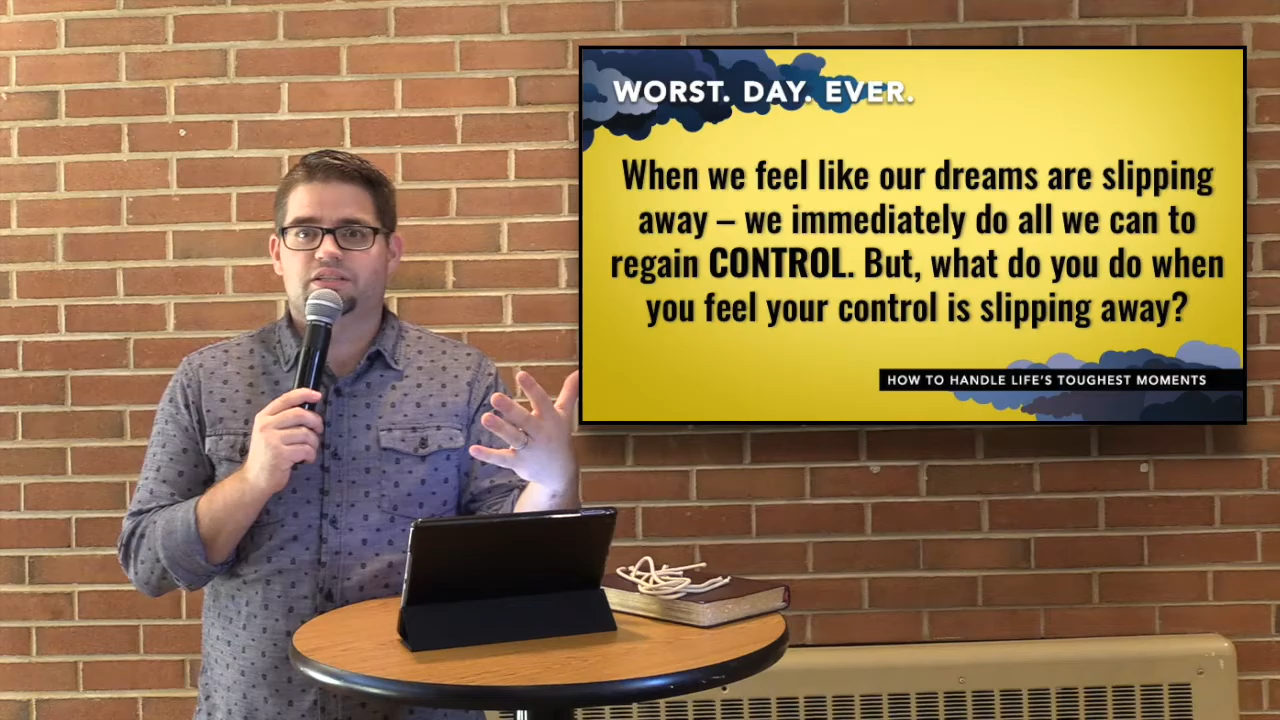 WORST. DAY. EVER.
When we feel like our dreams are slipping
away – we immediately do all we can to
regain CONTROL. But, what do you do when
you feel your control is slipping away?
HOW TO HANDLE LIFE'S TOUGHEST MOMENTS